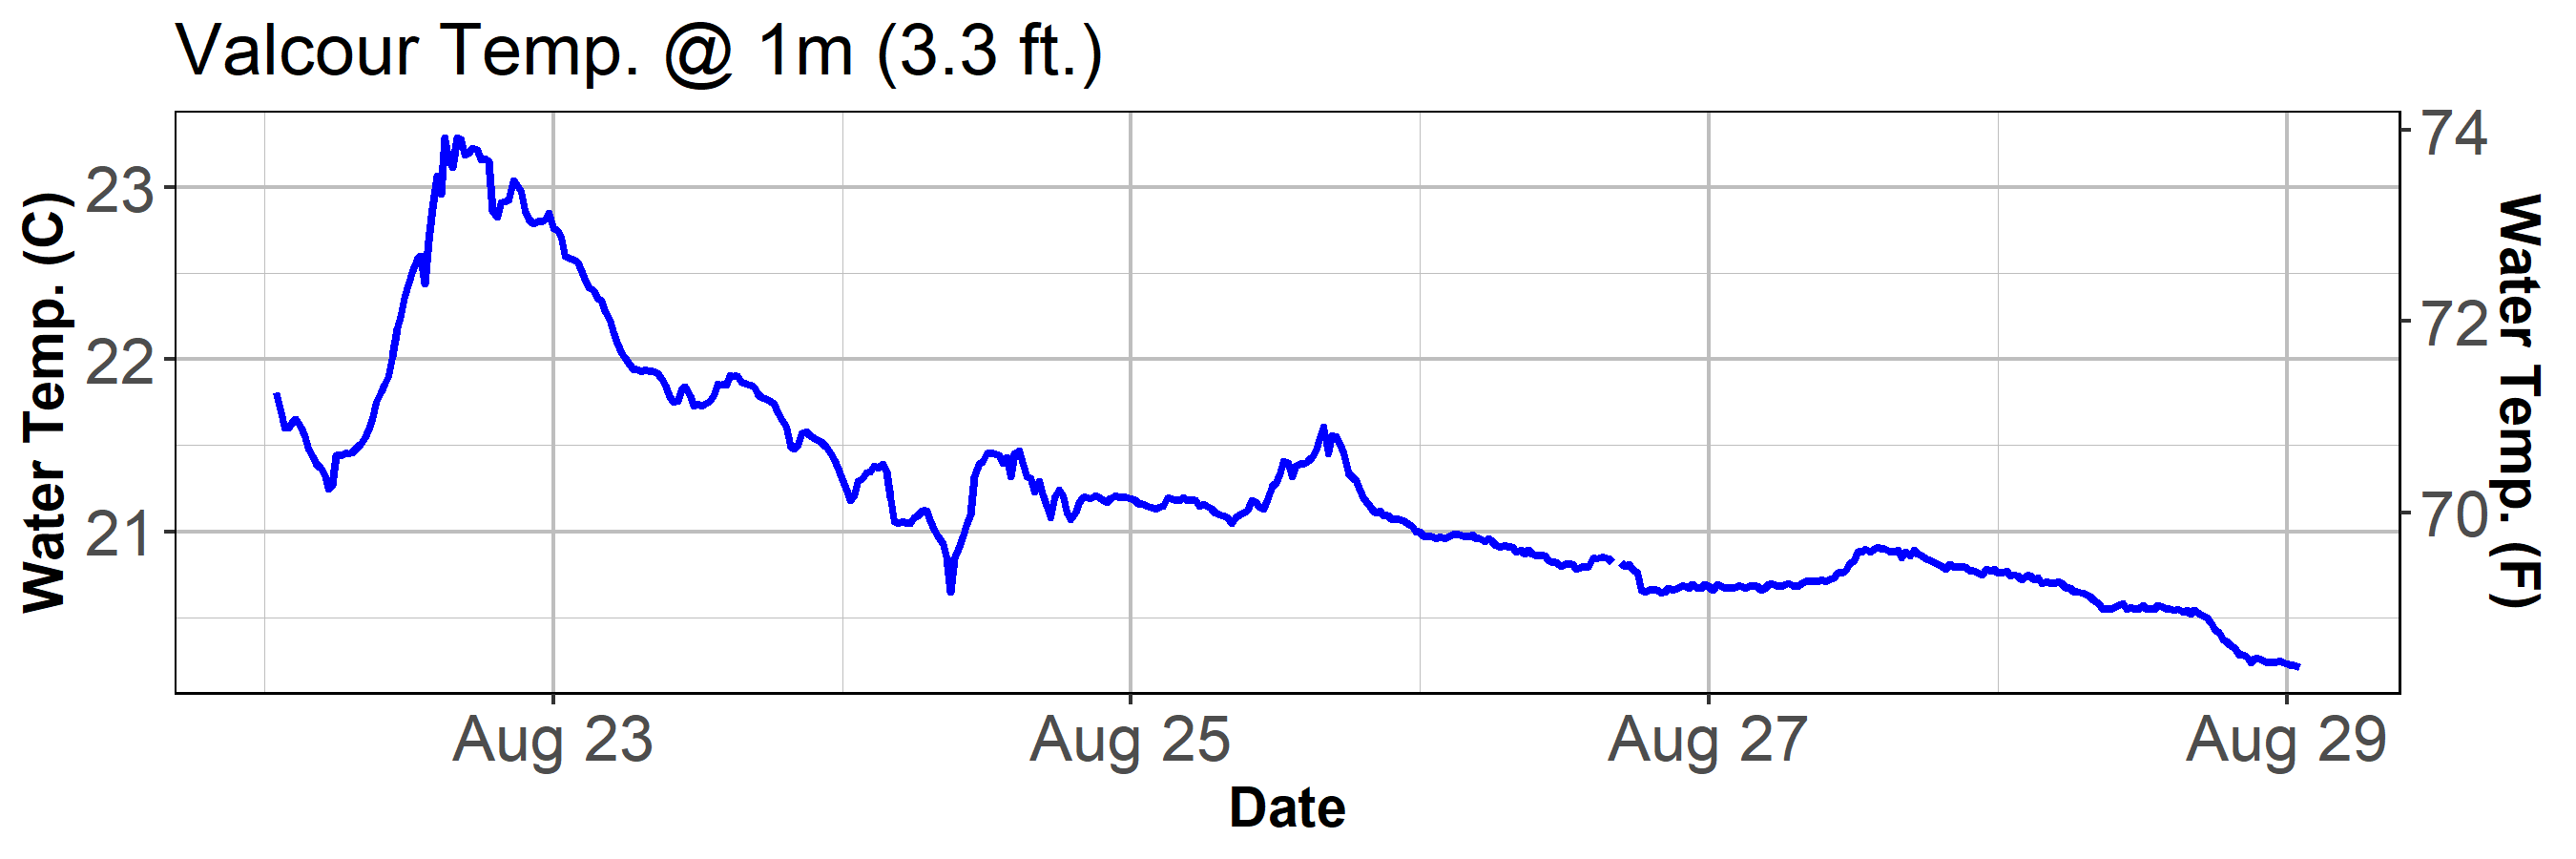 Valcour Temp. @ 1m (3.3 ft.)
Water Temp. (C)
23
22
21
74
72
70
Water Temp. (F)
Aug 23
Aug 25
Aug 27
Aug 29
Date